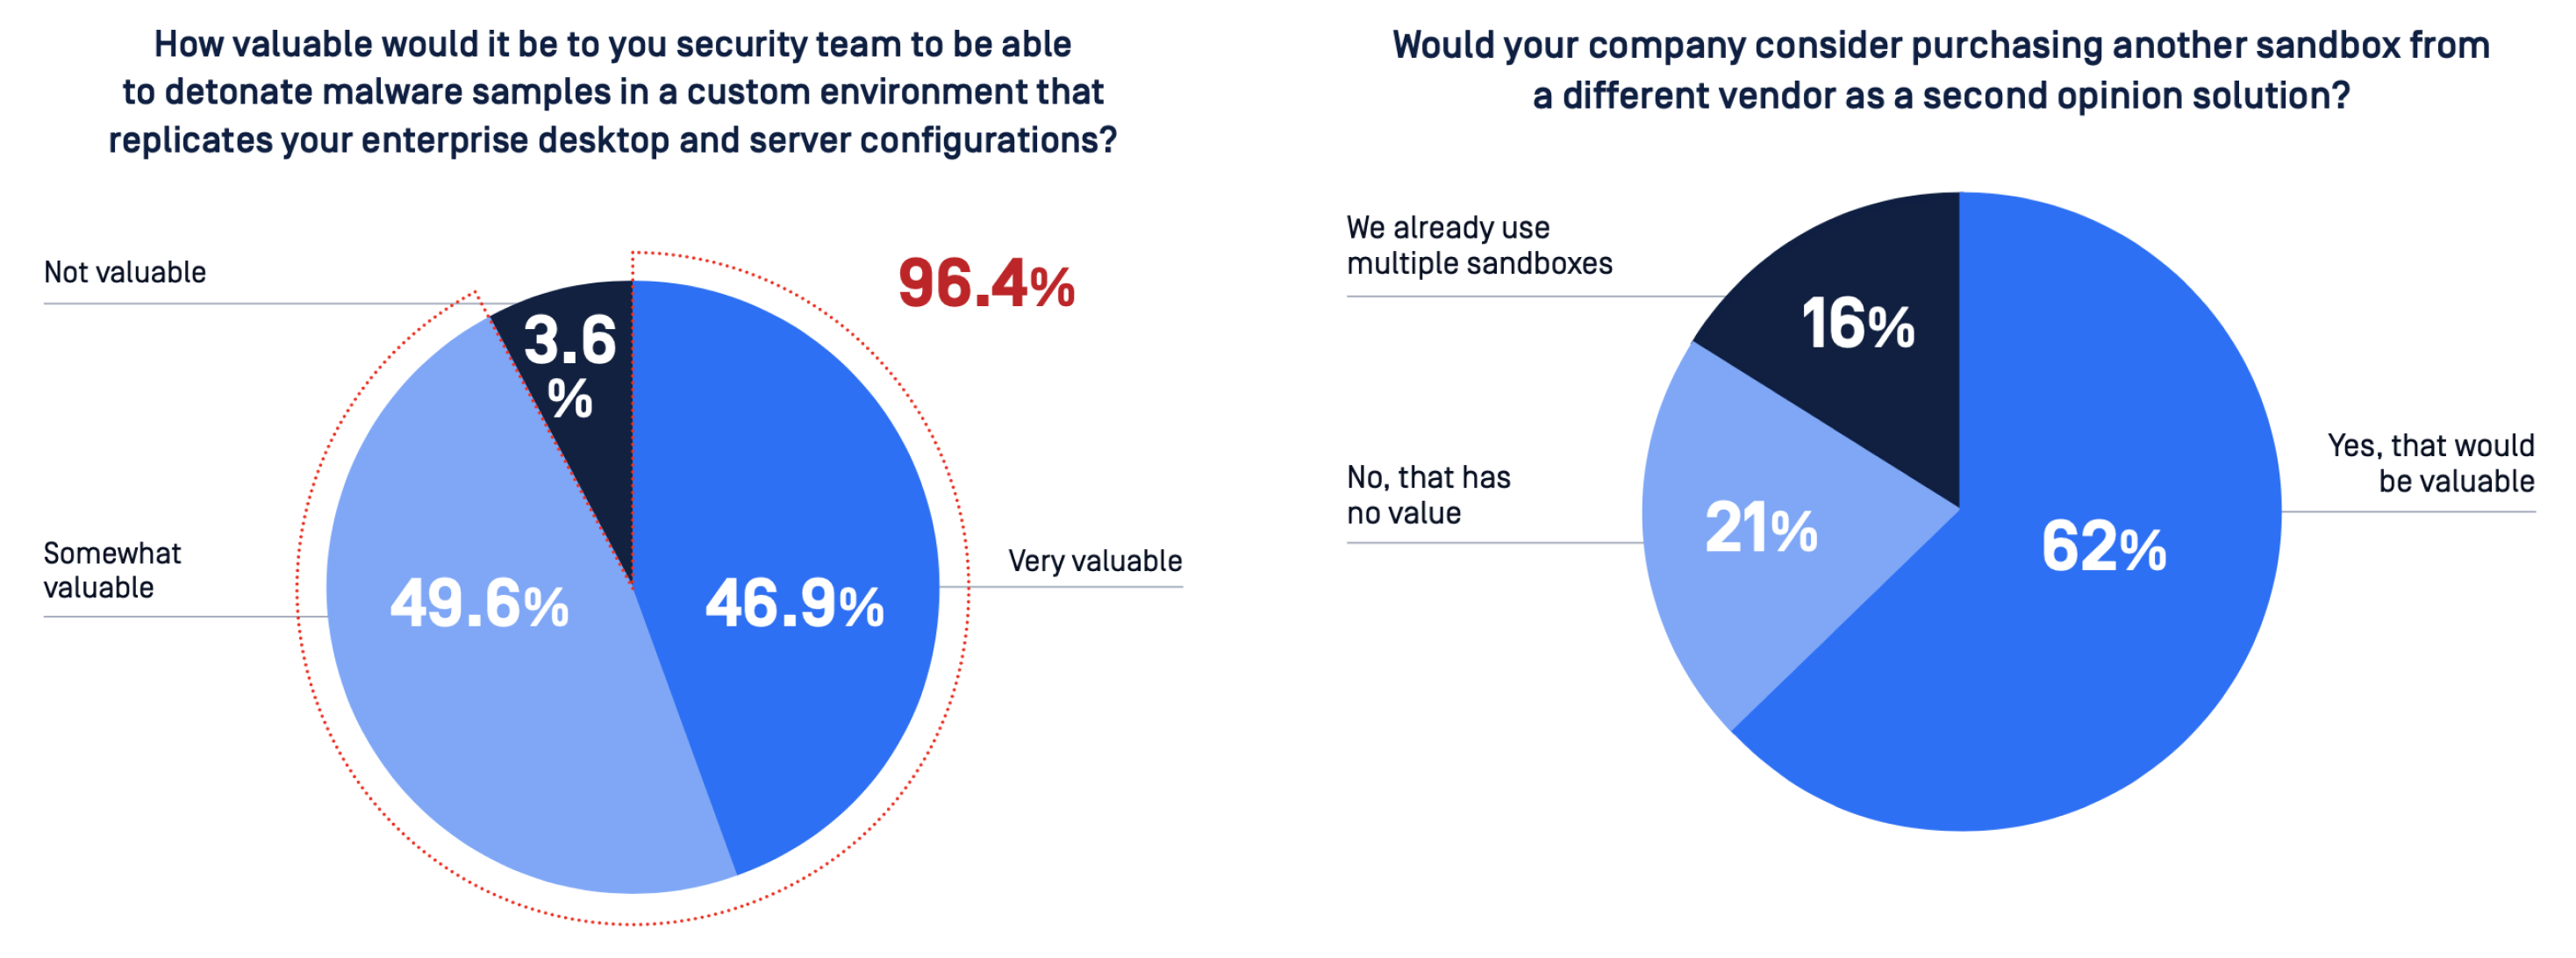 How valuable would it be to you security team to be able
to detonate malware samples in a custom environment that
replicates your enterprise desktop and server configurations?
Not valuable
96.4%
3.6
%
Somewhat
valuable
49.6%
46.9%
Very valuable
Would your company consider purchasing another sandbox from
a different vendor as a second opinion solution?
We already use
multiple sandboxes
16%
No, that has
no value
21%
62%
Yes, that would
be valuable